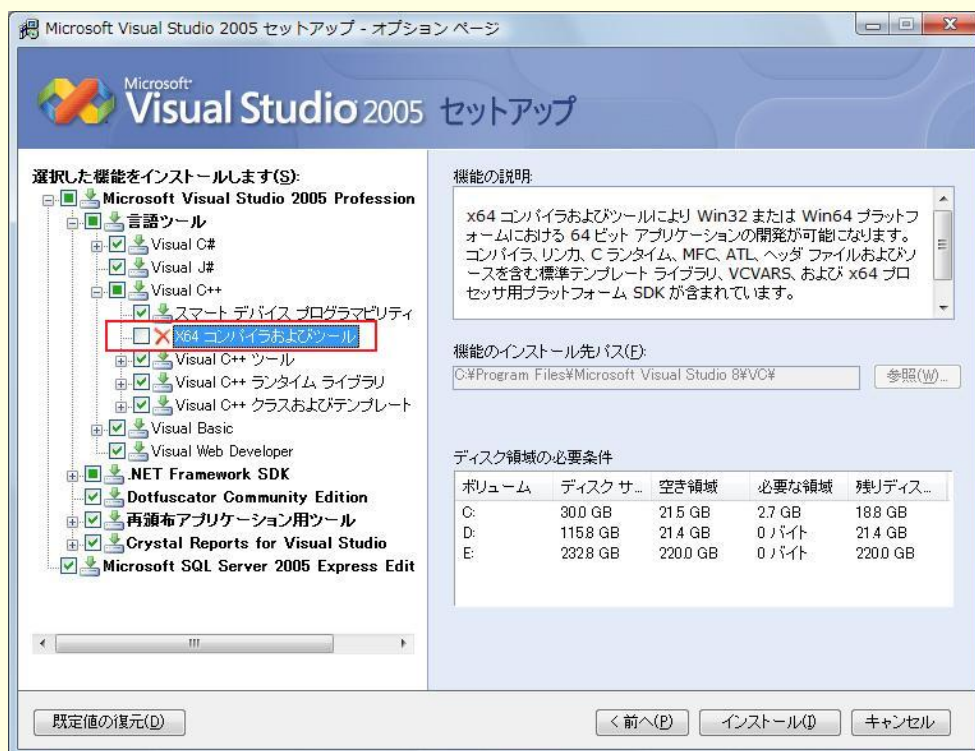 Microsoft Visual Studio 2005 セットアップ - オプション ページ
Microsoft
Visual Studio 2005 セットアップ
選択した機能をインストールします(S):
Microsoft Visual Studio 2005 Profession
言語ツール
Visual C#
Visual J#
Visual C++
スマート デバイス プログラマビリティ
X64 コンパイラおよびツール
Visual C++ ツール
Visual C++ ランタイム ライブラリ
Visual C++ クラスおよびテンプレート
Visual Basic
Visual Web Developer
.NET Framework SDK
Dotfuscator Community Edition
再頒布アプリケーション用ツール
Crystal Reports for Visual Studio
Microsoft SQL Server 2005 Express Edit
機能の説明:
x64 コンパイラおよびツールにより Win32 または Win64 プラットフ
ォームにおける 64 ビット アプリケーションの開発が可能になります。
コンパイラ、リンカ、C ランタイム、MFC、ATL、ヘッダ ファイルおよびソ
ースを含む標準テンプレート ライブラリ、VCVARS、および x64 プロ
セッサ用プラットフォーム SDK が含まれています。
機能のインストール先パス(F):
C:¥Program Files¥Microsoft Visual Studio 8¥VC¥
参照(W)...
ディスク領域の必要条件
ボリューム ディスク サ... 空き領域 必要な領域 残りディス...
C: 30.0 GB 21.5 GB 2.7 GB 18.8 GB
D: 115.8 GB 21.4 GB 0 バイト 21.4 GB
E: 232.8 GB 220.0 GB 0 バイト 220.0 GB
既定値の復元(D)
< 前へ(P)
インストール(I)
キャンセル